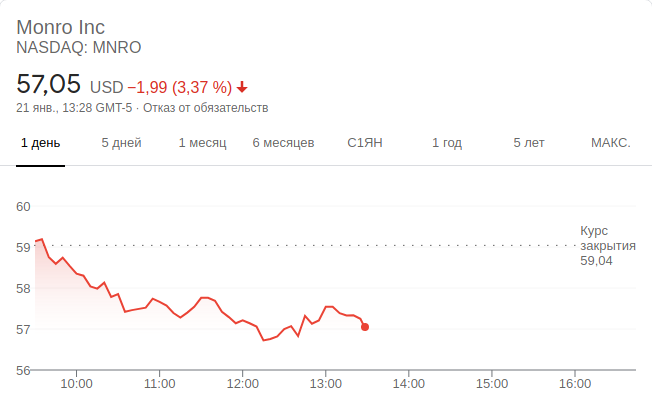 Monro Inc
NASDAQ: MNRO
57,05 USD −1,99 (3,37 %)
21 янв., 13:28 GMT-5 · Отказ от обязательств
1 день 5 дней 1 месяц 6 месяцев С1ЯН 1 год 5 лет МАКС.
60
59
58
57
56
Курс
закрытия
59,04
10:00 11:00 12:00 13:00 14:00 15:00 16:00